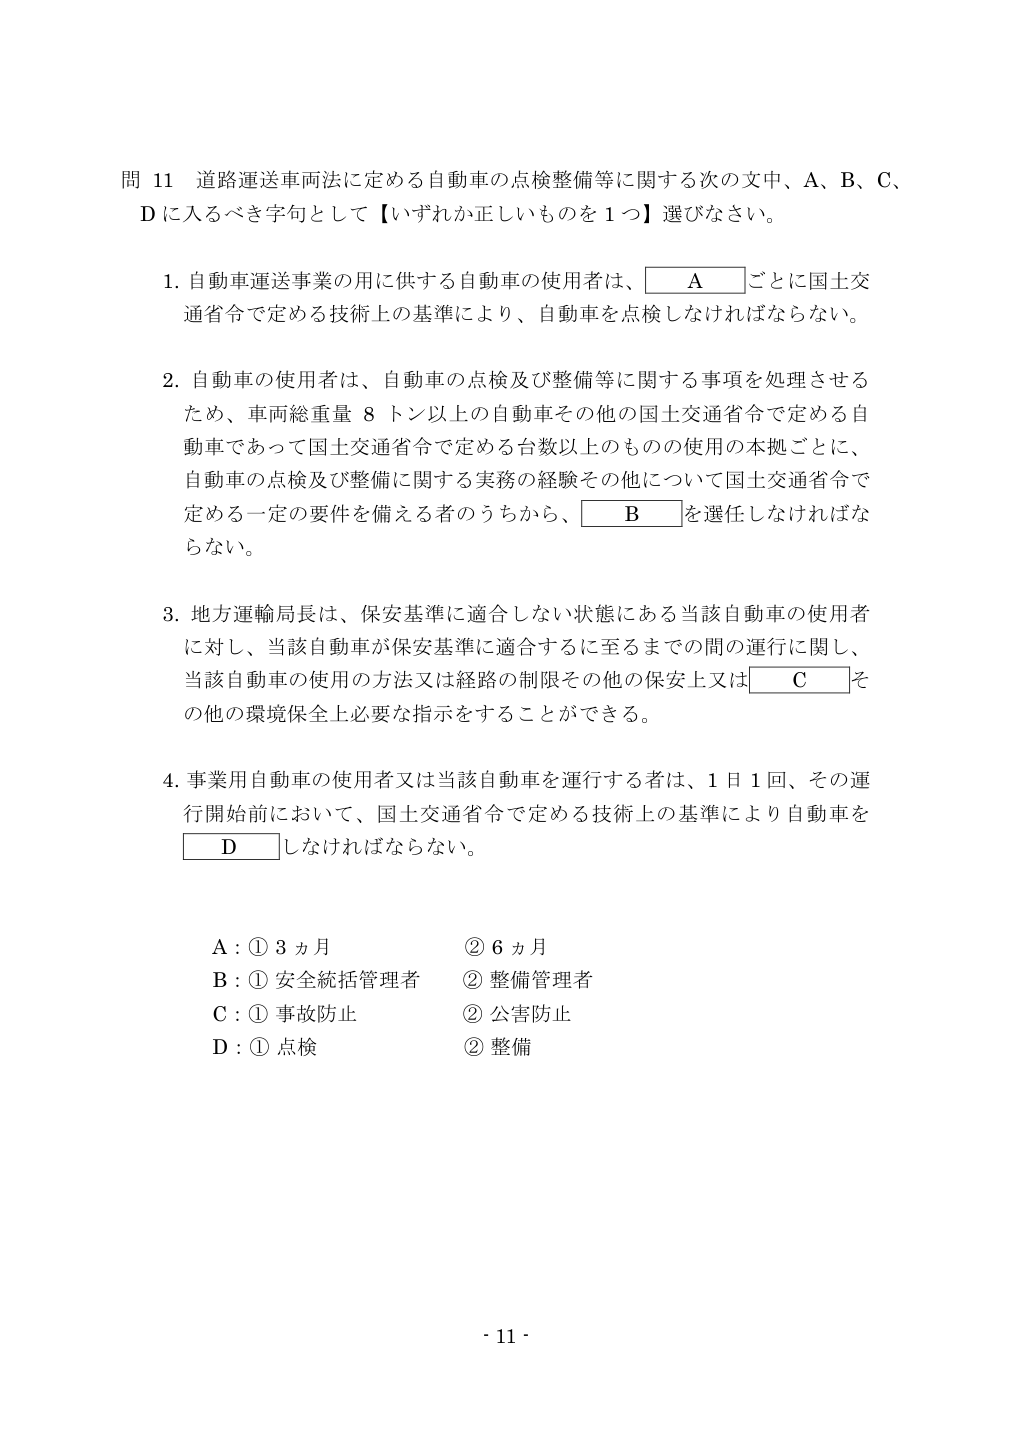 問 11　道路運送車両法に定める自動車の点検整備等に関する次の文中、A、B、C、
D に入るべき字句として【いずれか正しいものを 1 つ】選びなさい。
1. 自動車運送事業の用に供する自動車の使用者は、 A ごとに国土交
通省令で定める技術上の基準により、自動車を点検しなければならない。
2. 自動車の使用者は、自動車の点検及び整備等に関する事項を処理させる
ため、車両総重量 8 トン以上の自動車その他の国土交通省令で定める自
動車であって国土交通省令で定める台数以上のものの使用の本拠ごとに、
自動車の点検及び整備に関する実務の経験その他について国土交通省令で
定める一定の要件を備える者のうちから、 B を選任しなければな
らない。
3. 地方運輸局長は、保安基準に適合しない状態にある当該自動車の使用者
に対し、当該自動車が保安基準に適合するに至るまでの間の運行に関し、
当該自動車の使用の方法又は経路の制限その他の保安上又は C そ
の他の環境保全上必要な指示をすることができる。
4. 事業用自動車の使用者又は当該自動車を運行する者は、1 日 1 回、その運
行開始前において、国土交通省令で定める技術上の基準により自動車を
D しなければならない。
A：① 3 ヵ月　② 6 ヵ月
B：① 安全統括管理者　② 整備管理者
C：① 事故防止　② 公害防止
D：① 点検　② 整備
- 11 -